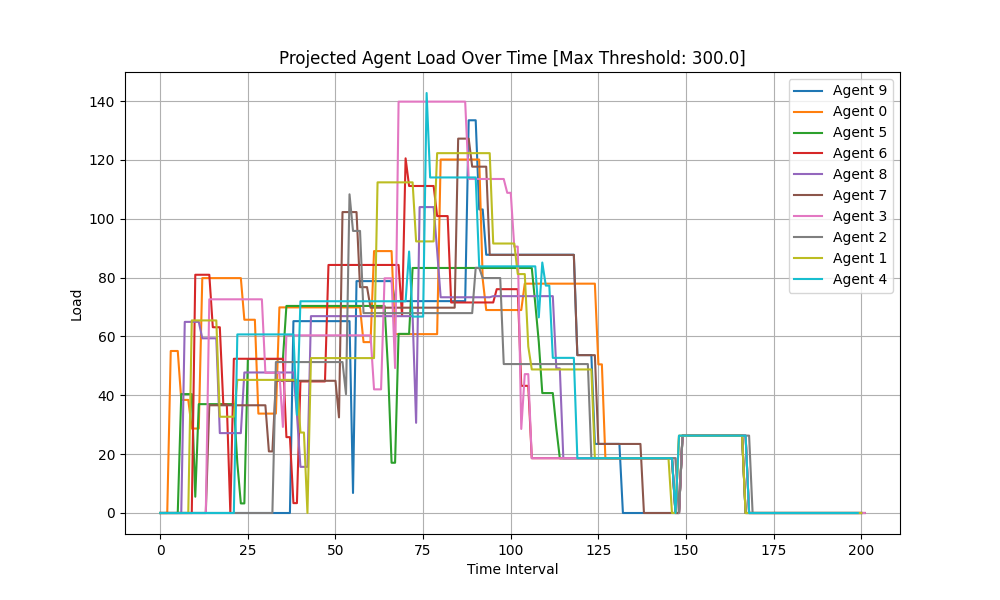 Projected Agent Load Over Time [Max Threshold: 300.0]
Load
140
120
100
80
60
40
20
0
0 25 50 75 100 125 150 175 200
Time Interval
Agent 9
Agent 0
Agent 5
Agent 6
Agent 8
Agent 7
Agent 3
Agent 2
Agent 1
Agent 4